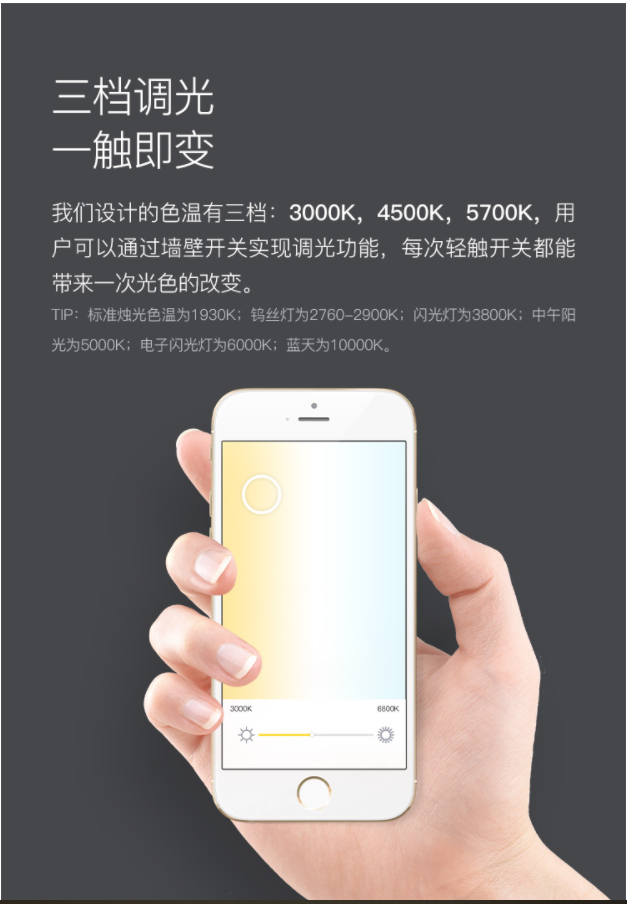 三档调光
一触即变
我们设计的色温有三档：3000K，4500K，5700K，用
户可以通过墙壁开关实现调光功能，每次轻触开关都能
带来一次光色的改变。
TIP：标准烛光色温为1930K；钨丝灯为2760-2900K；闪光灯为3800K；中午阳
光为5000K；电子闪光灯为6000K；蓝天为10000K。
3000K 6800K